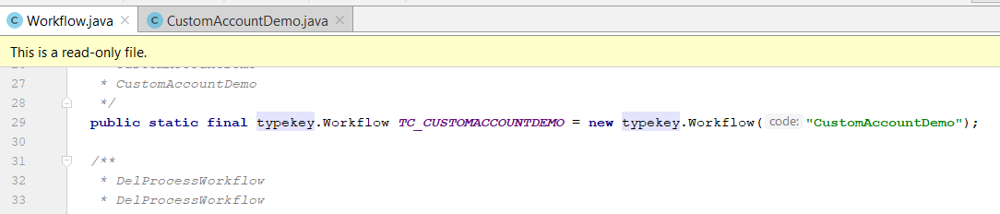 Workflow.java
CustomAccountDemo.java
This is a read-only file.
27 * CustomAccountDemo
28 */
29 public static final typekey.Workflow TC_CUSTOMACCOUNTDEMO = new typekey.Workflow( code: "CustomAccountDemo");
30
31 /**
32 * DelProcessWorkflow
33 * DelProcessWorkflow